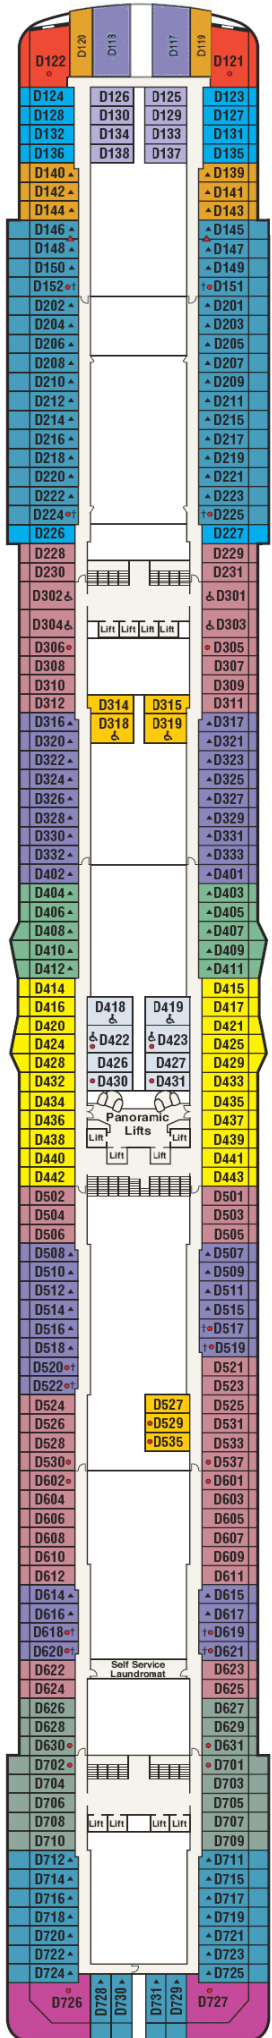 D120 D118 D117 D119
D122 D121
D124 D126 D125 D123
D128 D130 D129 D127
D132 D134 D133 D131
D136 D138 D137 D135
D140 D139
D142 D141
D144 D143
D146 D145
D148 D147
D150 D149
D152 † † D151
D202 D201
D204 D203
D206 D205
D208 D207
D210 D209
D212 D211
D214 D215
D216 D217
D218 D219
D220 D221
D222 D223
D224 † † D225
D226 D227
D228 D229
D230 D231
D302 D301
D304 Lift Lift Lift Lift D303
D306 D305
D308 D307
D310 D309
D312 D314 D315 D311
D316 D318 D319 D317
D320 D321
D322 D323
D324 D325
D326 D327
D328 D329
D330 D331
D332 D333
D402 D401
D404 D403
D406 D405
D408 D407
D410 D409
D412 D411
D414 D415
D416 D418 D419 D417
D420 D421
D424 D422 D423 D425
D428 D426 D427 D429
D432 D430 D431 D433
D434 D435
D436 Panoramic D437
Lifts
D438 Lift Lift D439
D440 Lift Lift D441
D442 D443
D502 D501
D504 D503
D506 D505
D508 D507
D510 D509
D512 D511
D514 D515
D516 † D517
D518 † D519
D520 † D521
D522 † D523
D524 D527 D525
D526 D529 D531
D528 D535 D533
D530 D537
D602 D601
D604 D603
D606 D605
D608 D607
D610 D609
D612 D611
D614 D615
D616 D617
D618 † † D619
D620 † † D621
D622 Self Service D623
Laundromat
D624 D625
D626 D627
D628 D629
D630 D631
D702 D701
D704 D703
D706 D705
D708 Lift Lift Lift Lift D707
D710 D709
D712 D711
D714 D715
D716 D717
D718 D719
D720 D721
D722 D723
D724 D725
D726 D728 D730 D731 D729 D727